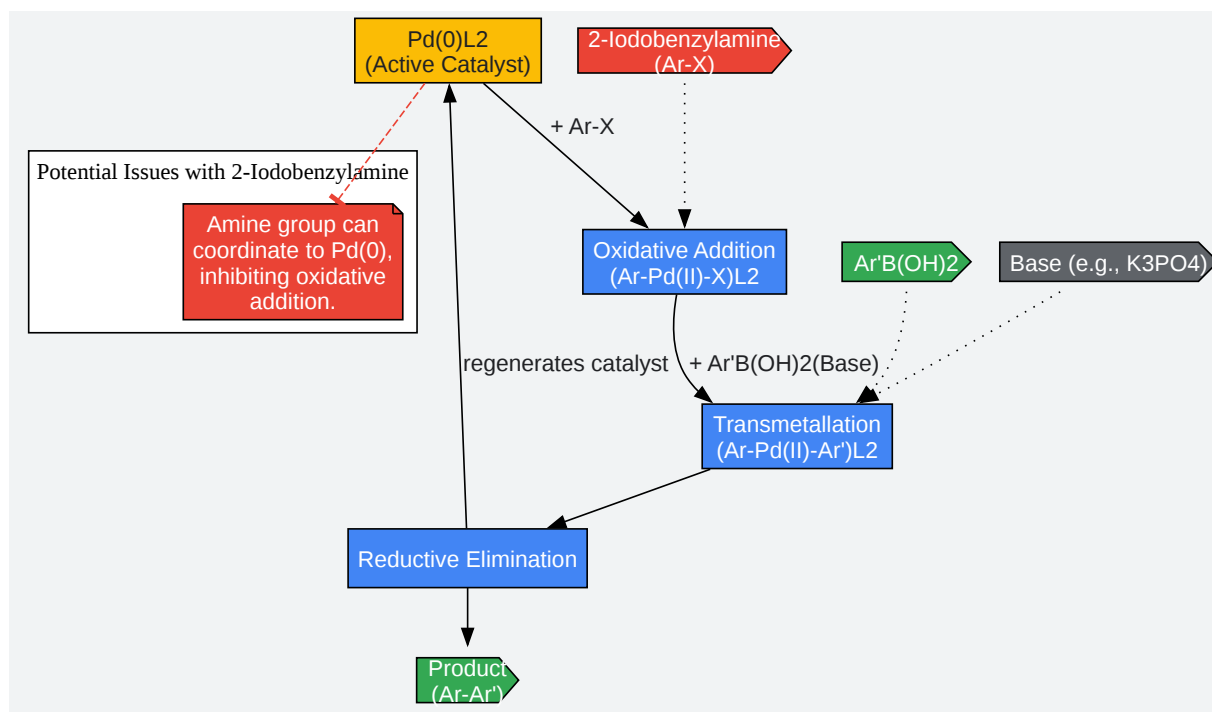 Pd(0)L2
(Active Catalyst)
2-Iodobenzylamine
(Ar-X)
+ Ar-X
Potential Issues with 2-Iodobenzylamine
Amine group can
coordinate to Pd(0),
inhibiting oxidative
addition.
Oxidative Addition
(Ar-Pd(II)-X)L2
Ar'B(OH)2
Base (e.g., K3PO4)
regenerates catalyst
+ Ar'B(OH)2(Base)
Transmetallation
(Ar-Pd(II)-Ar')L2
Reductive Elimination
Product
(Ar-Ar')